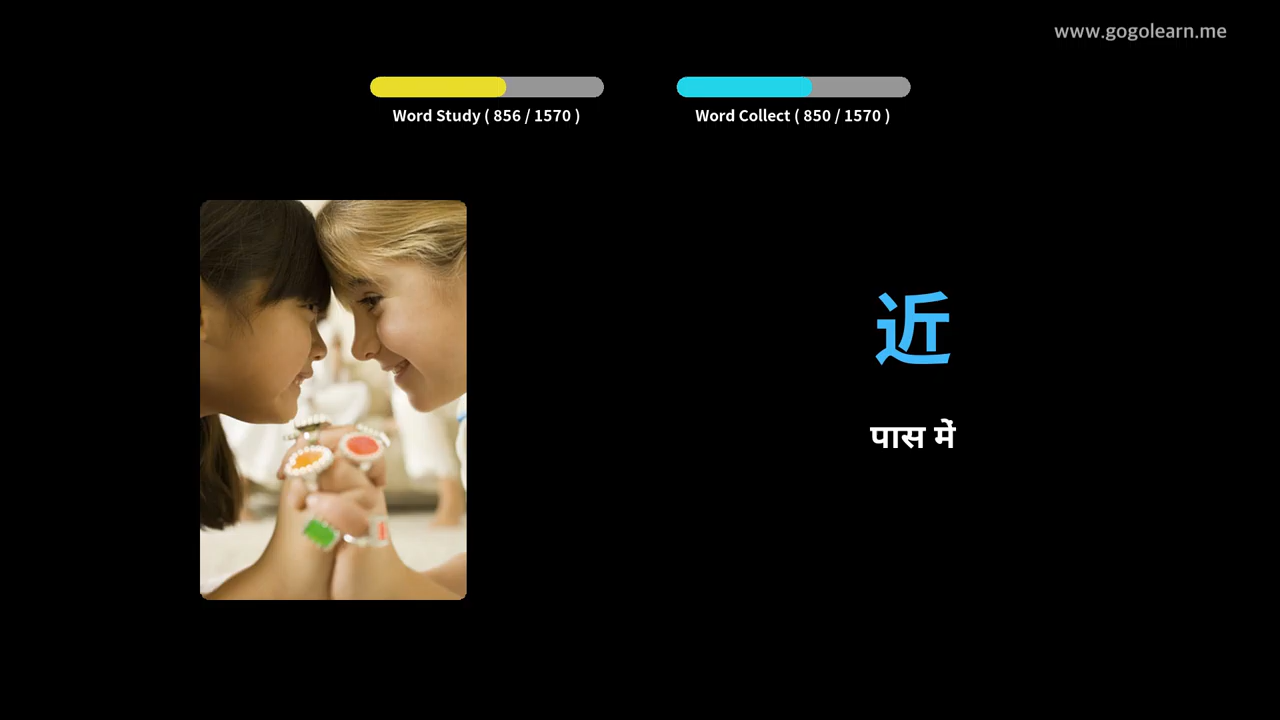 www.gogolearn.me
Word Study ( 856 / 1570 )
Word Collect ( 850 / 1570 )
近
पास में